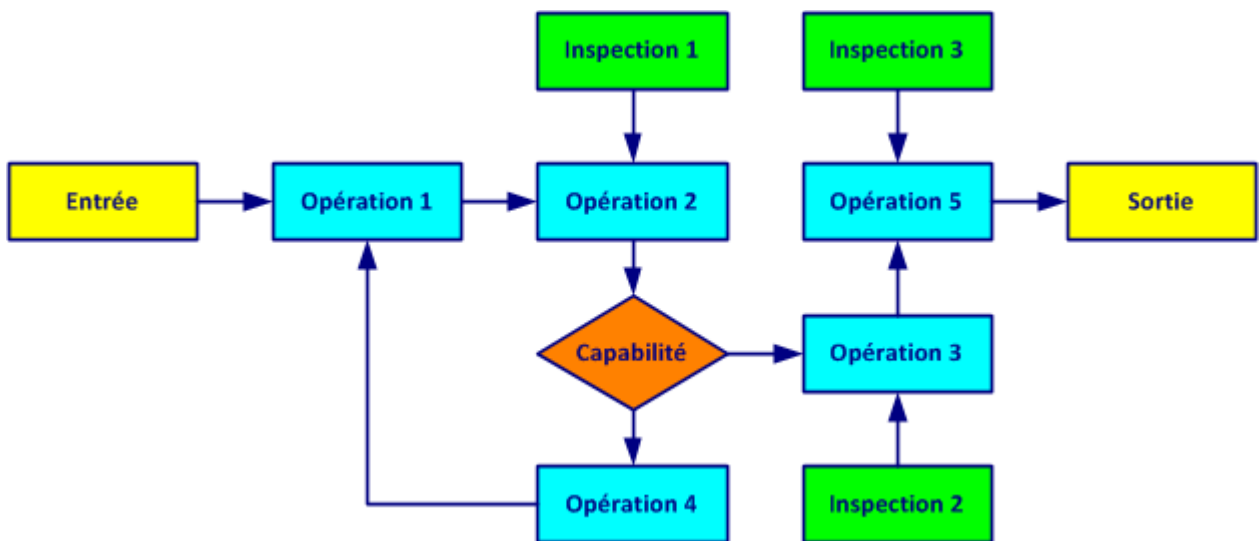 Inspection 1
Inspection 3
Entrée
Opération 1
Opération 2
Opération 5
Sortie
Capabilité
Opération 3
Opération 4
Inspection 2